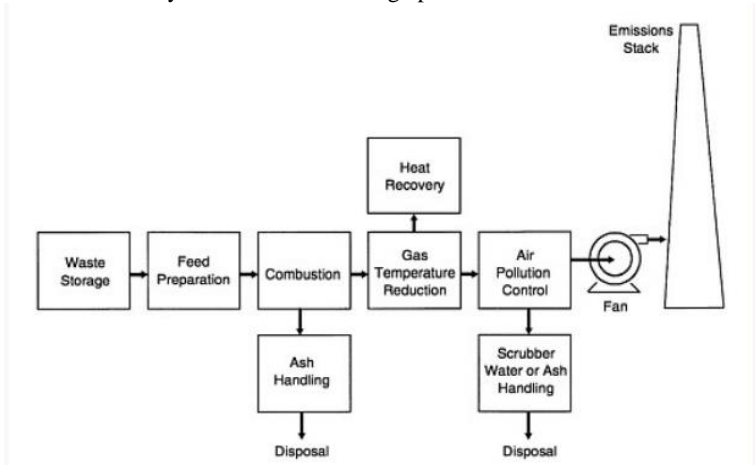 Emissions
Stack
Heat
Recovery
Waste
Storage
Feed
Preparation
Combustion
Gas
Temperature
Reduction
Air
Pollution
Control
Fan
Ash
Handling
Scrubber
Water or Ash
Handling
Disposal
Disposal